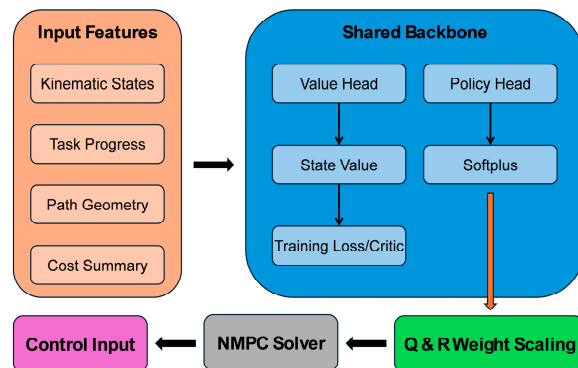 Input Features
Kinematic States
Task Progress
Path Geometry
Cost Summary
Shared Backbone
Value Head
Policy Head
State Value
Softplus
Training Loss/Critic
Control Input
NMPC Solver
Q & R Weight Scaling